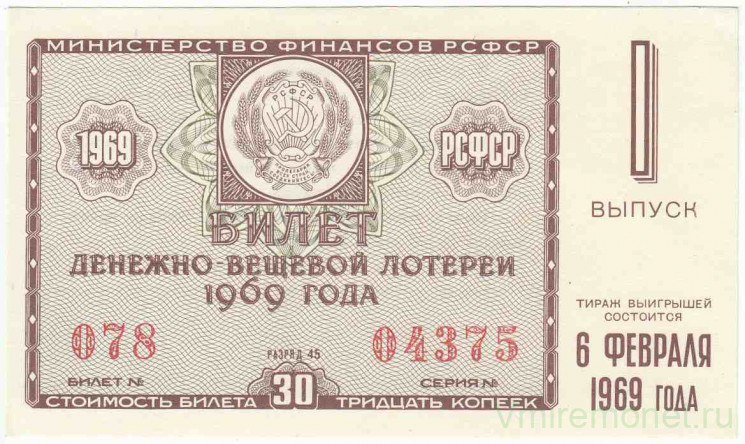 МИНИСТЕРСТВО ФИНАНСОВ РСФСР
РСФСР
1969
РСФСР
БИЛЕТ
ДЕНЕЖНО-ВЕЩЕВОЙ ЛОТЕРЕИ
1969 ГОДА
078
РАЗРЯД 45
04375
БИЛЕТ №
СЕРИЯ №
СТОИМОСТЬ БИЛЕТА 30 ТРИДЦАТЬ КОПЕЕК
I
ВЫПУСК
ТИРАЖ ВЫИГРЫШЕЙ
СОСТОИТСЯ
6 ФЕВРАЛЯ
1969 ГОДА
vmiremonet.ru